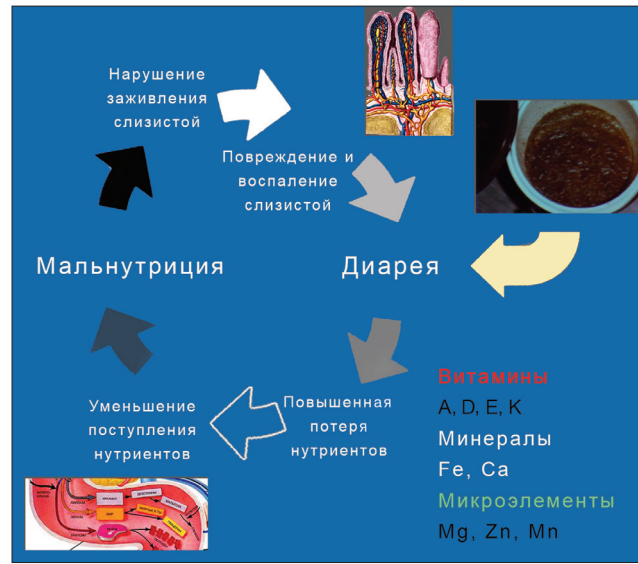 Нарушение
заживления
слизистой
Повреждение и
воспаление
слизистой
Мальнутриция
Диарея
Уменьшение
поступления
нутриентов
Повышенная
потеря
нутриентов
Витамины
A, D, E, K
Минералы
Fe, Ca
Микроэлементы
Mg, Zn, Mn